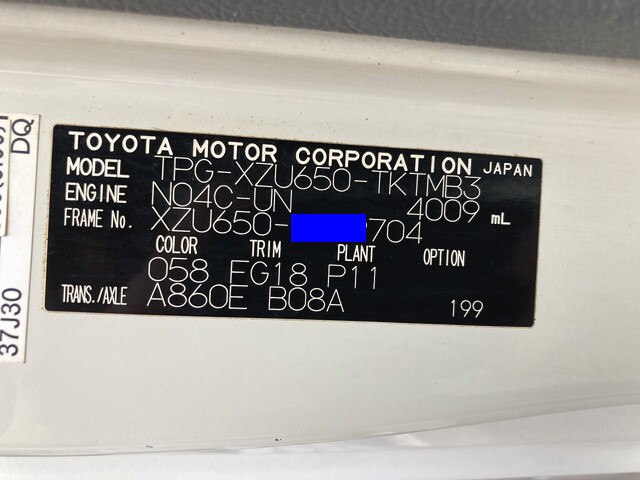 TOYOTA MOTOR CORPORATION JAPAN
MODEL TPG-XZU650-TKTMB3
ENGINE N04C-UN 4009 mL
FRAME No. XZU650- 704
COLOR TRIM PLANT OPTION
058 FG18 P11
TRANS./AXLE A860E B08A 199
37J30
DQ